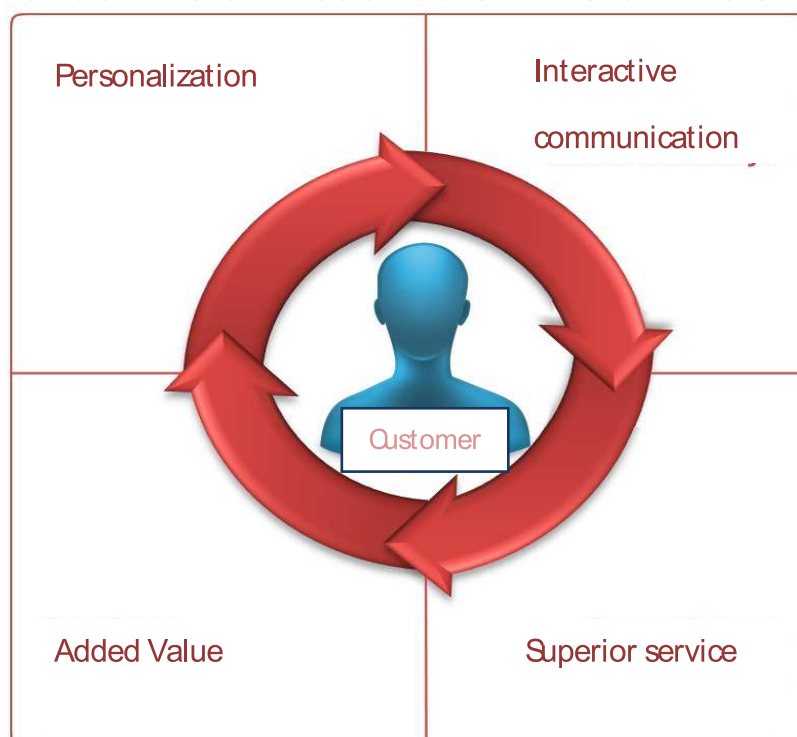 Personalization
Interactive
communication
Customer
Added Value
Superior service